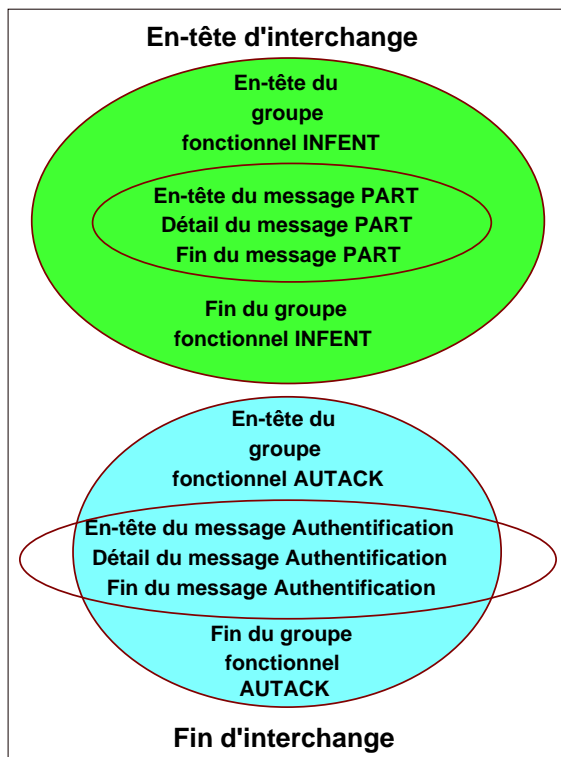 En-tête d'interchange
En-tête du
groupe
fonctionnel INFENT
En-tête du message PART
Détail du message PART
Fin du message PART
Fin du groupe
fonctionnel INFENT
En-tête du
groupe
fonctionnel AUTACK
En-tête du message Authentification
Détail du message Authentification
Fin du message Authentification
Fin du groupe
fonctionnel
AUTACK
Fin d'interchange